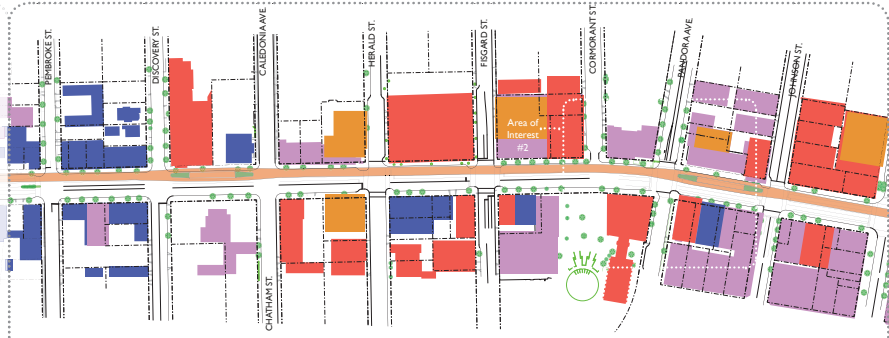 PEMBROKE ST.
DISCOVERY ST.
CALEDONIA AVE.
HERALD ST.
FISGARD ST.
CORMORANT ST.
PANDORA AVE.
JOHNSON ST.
Area of
Interest
#2
CHATHAM ST.